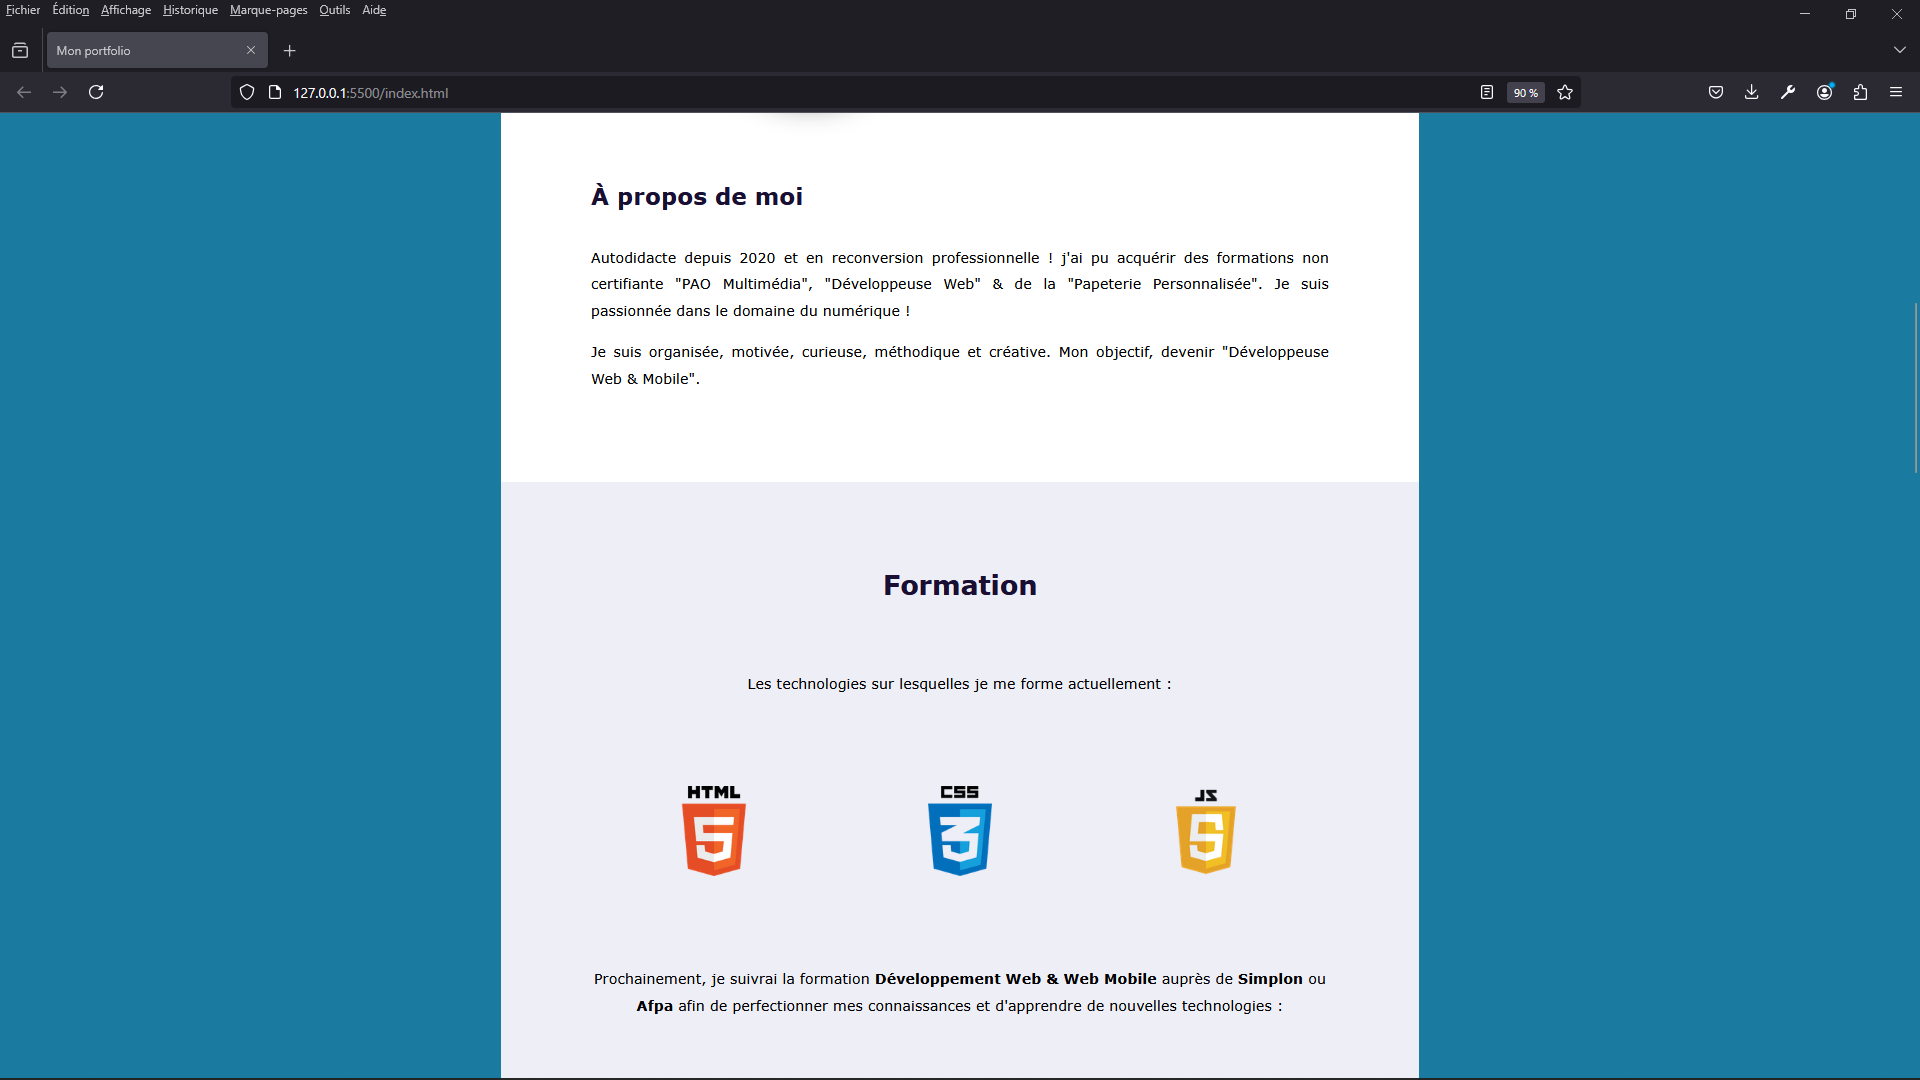 Fichier Édition Affichage Historique Marque-pages Outils Aide
Mon portfolio
127.0.0.1:5500/index.html
90 %
À propos de moi
Autodidacte depuis 2020 et en reconversion professionnelle ! j'ai pu acquérir des formations non
certifiante "PAO Multimédia", "Développeuse Web" & de la "Papeterie Personnalisée". Je suis
passionnée dans le domaine du numérique !
Je suis organisée, motivée, curieuse, méthodique et créative. Mon objectif, devenir "Développeuse
Web & Mobile".
Formation
Les technologies sur lesquelles je me forme actuellement :
HTML CSS JS
5 3 S
Prochainement, je suivrai la formation Développement Web & Web Mobile auprès de Simplon ou
Afpa afin de perfectionner mes connaissances et d'apprendre de nouvelles technologies :